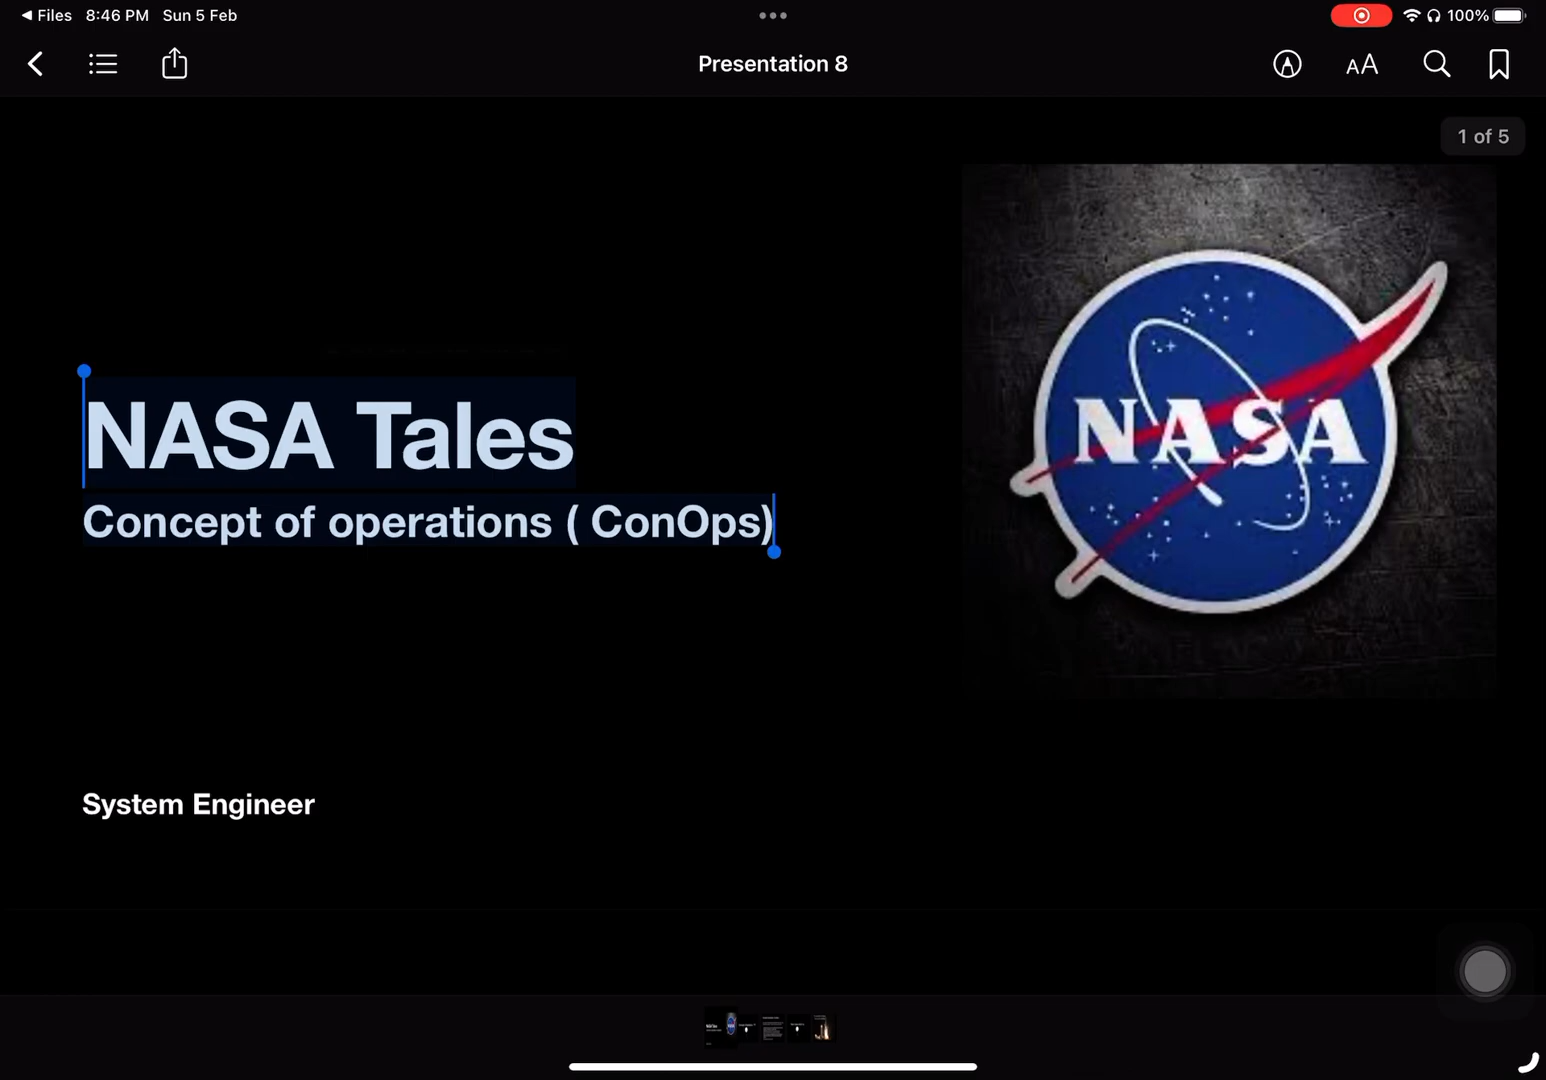 Files 8:46 PM Sun 5 Feb
100%
Presentation 8
AA
1 of 5
NASA
NASA Tales
Concept of operations ( ConOps)
System Engineer